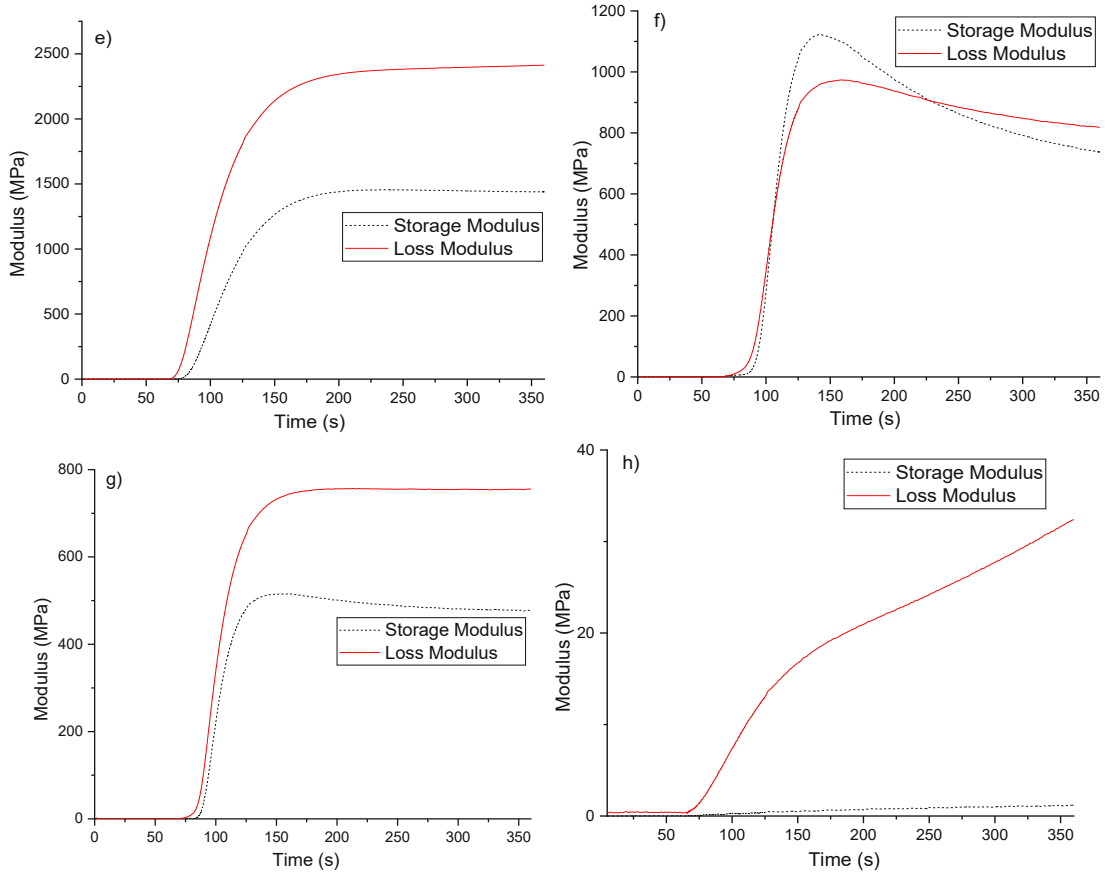 e)
2500
2000
1500
1000
500
0
Modulus (MPa)
Storage Modulus
Loss Modulus
0 50 100 150 200 250 300 350
Time (s)
f)
1200
1000
800
600
400
200
0
Modulus (MPa)
Storage Modulus
Loss Modulus
0 50 100 150 200 250 300 350
Time (s)
g)
800
600
400
200
0
Modulus (MPa)
Storage Modulus
Loss Modulus
0 50 100 150 200 250 300 350
Time (s)
h)
40
20
0
Modulus (MPa)
Storage Modulus
Loss Modulus
50 100 150 200 250 300 350
Time (s)